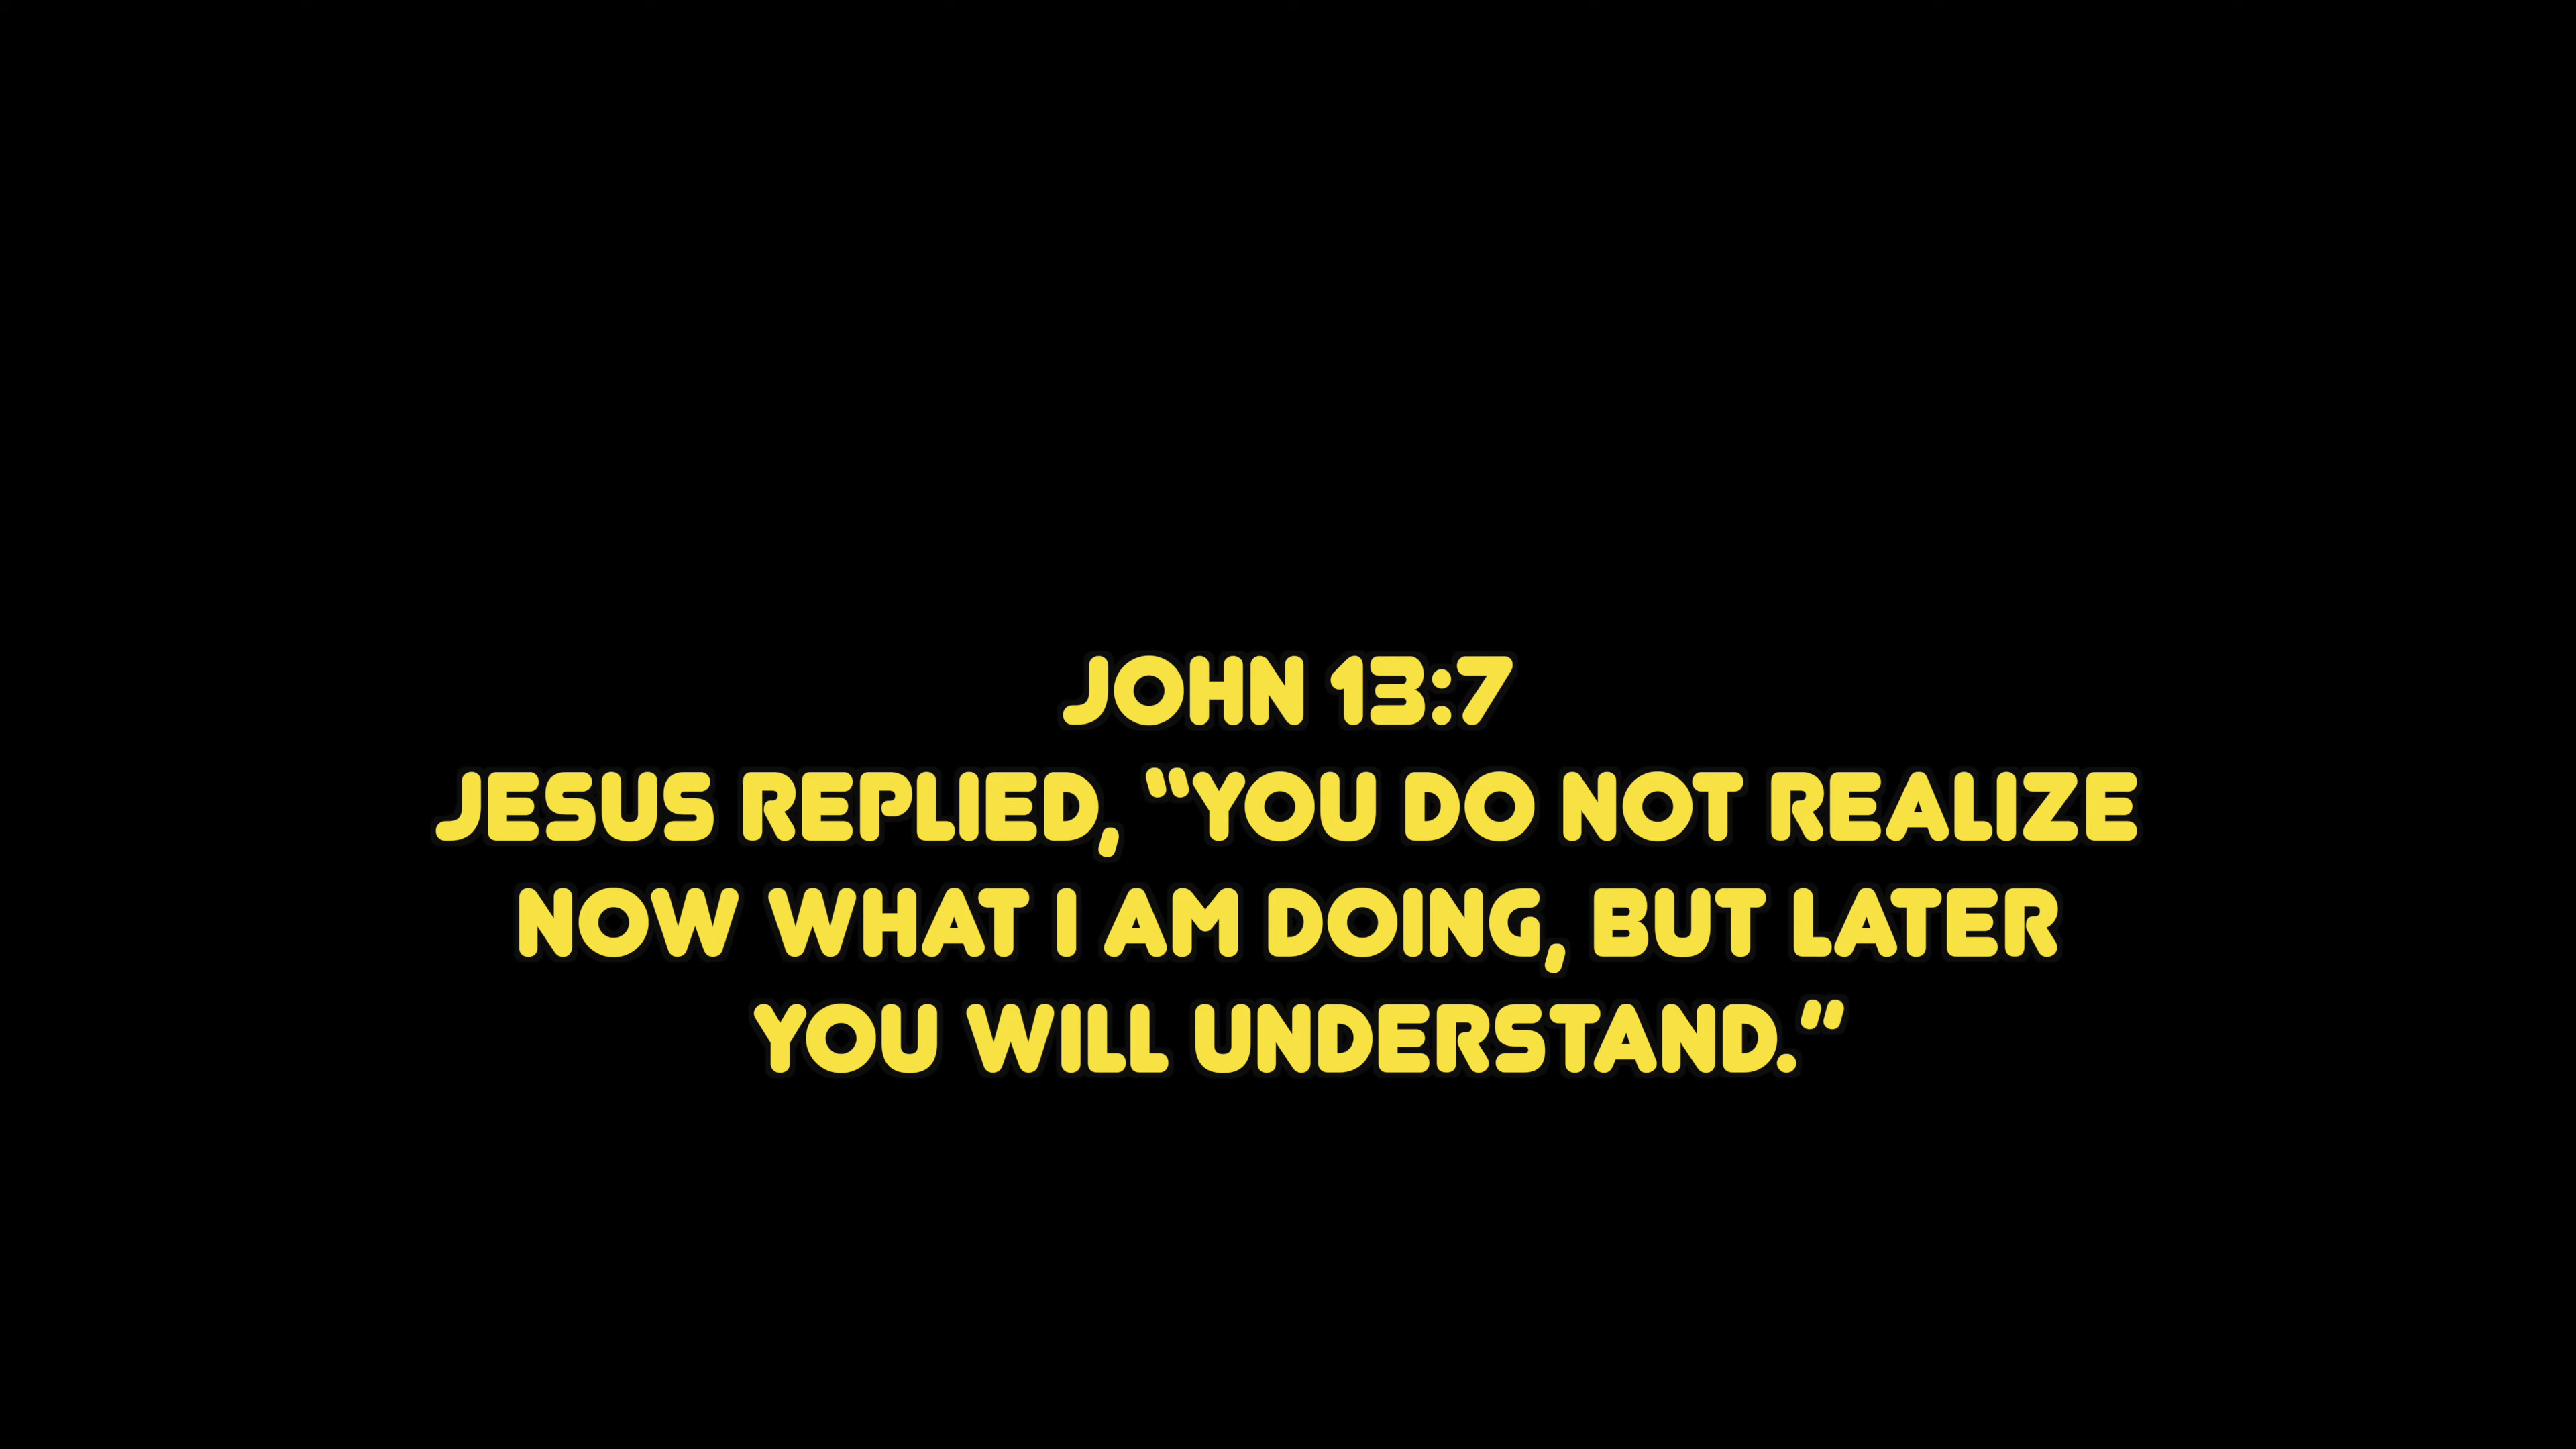 JOHN 13:7
JESUS REPLIED, “YOU DO NOT REALIZE
NOW WHAT I AM DOING, BUT LATER
YOU WILL UNDERSTAND.”